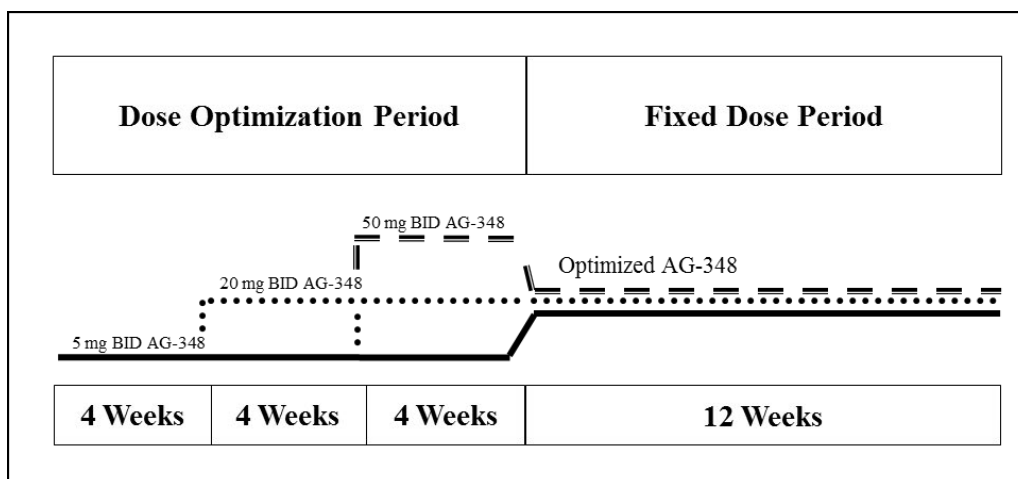 Dose Optimization Period
Fixed Dose Period
50 mg BID AG-348
Optimized AG-348
20 mg BID AG-348
5 mg BID AG-348
4 Weeks
4 Weeks
4 Weeks
12 Weeks